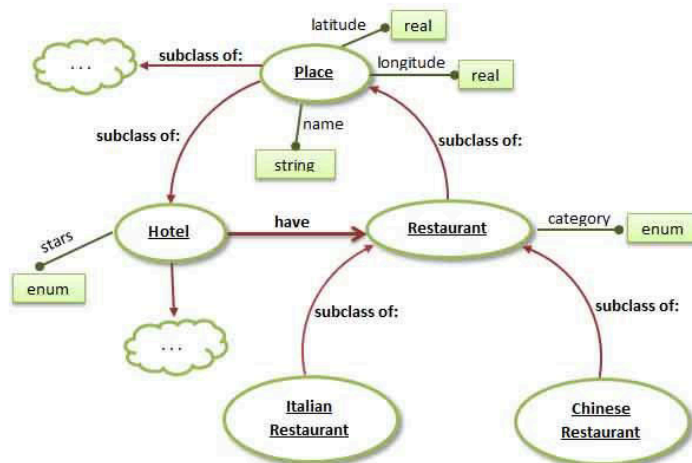 latitude
real
...
subclass of:
longitude
Place
real
name
subclass of:
subclass of:
string
category
have
Hotel
Restaurant
stars
enum
enum
subclass of:
subclass of:
...
Italian
Restaurant
Chinese
Restaurant